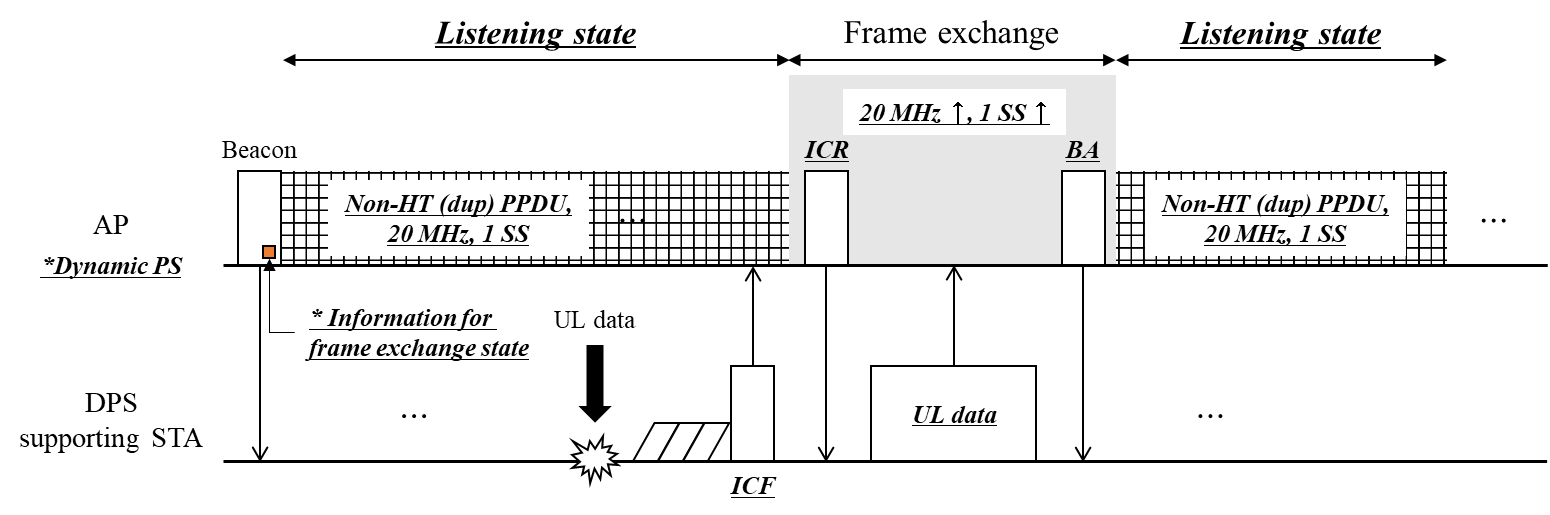 Listening state
Frame exchange
Listening state
20 MHz ↑, 1 SS ↑
Beacon
ICR
BA
Non-HT (dup) PPDU,
20 MHz, 1 SS
…
Non-HT (dup) PPDU,
20 MHz, 1 SS
…
AP
*Dynamic PS
* Information for
frame exchange state
UL data
DPS
supporting STA
…
UL data
…
ICF